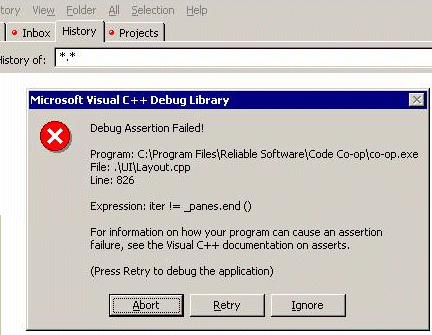 View Folder All Selection Help
Inbox History Projects
History of: *.*
Microsoft Visual C++ Debug Library
Debug Assertion Failed!
Program: C:\Program Files\Reliable Software\Code Co-op\co-op.exe
File: .\UI\Layout.cpp
Line: 826
Expression: iter != _panes.end ()
For information on how your program can cause an assertion
failure, see the Visual C++ documentation on asserts.
(Press Retry to debug the application)
Abort Retry Ignore